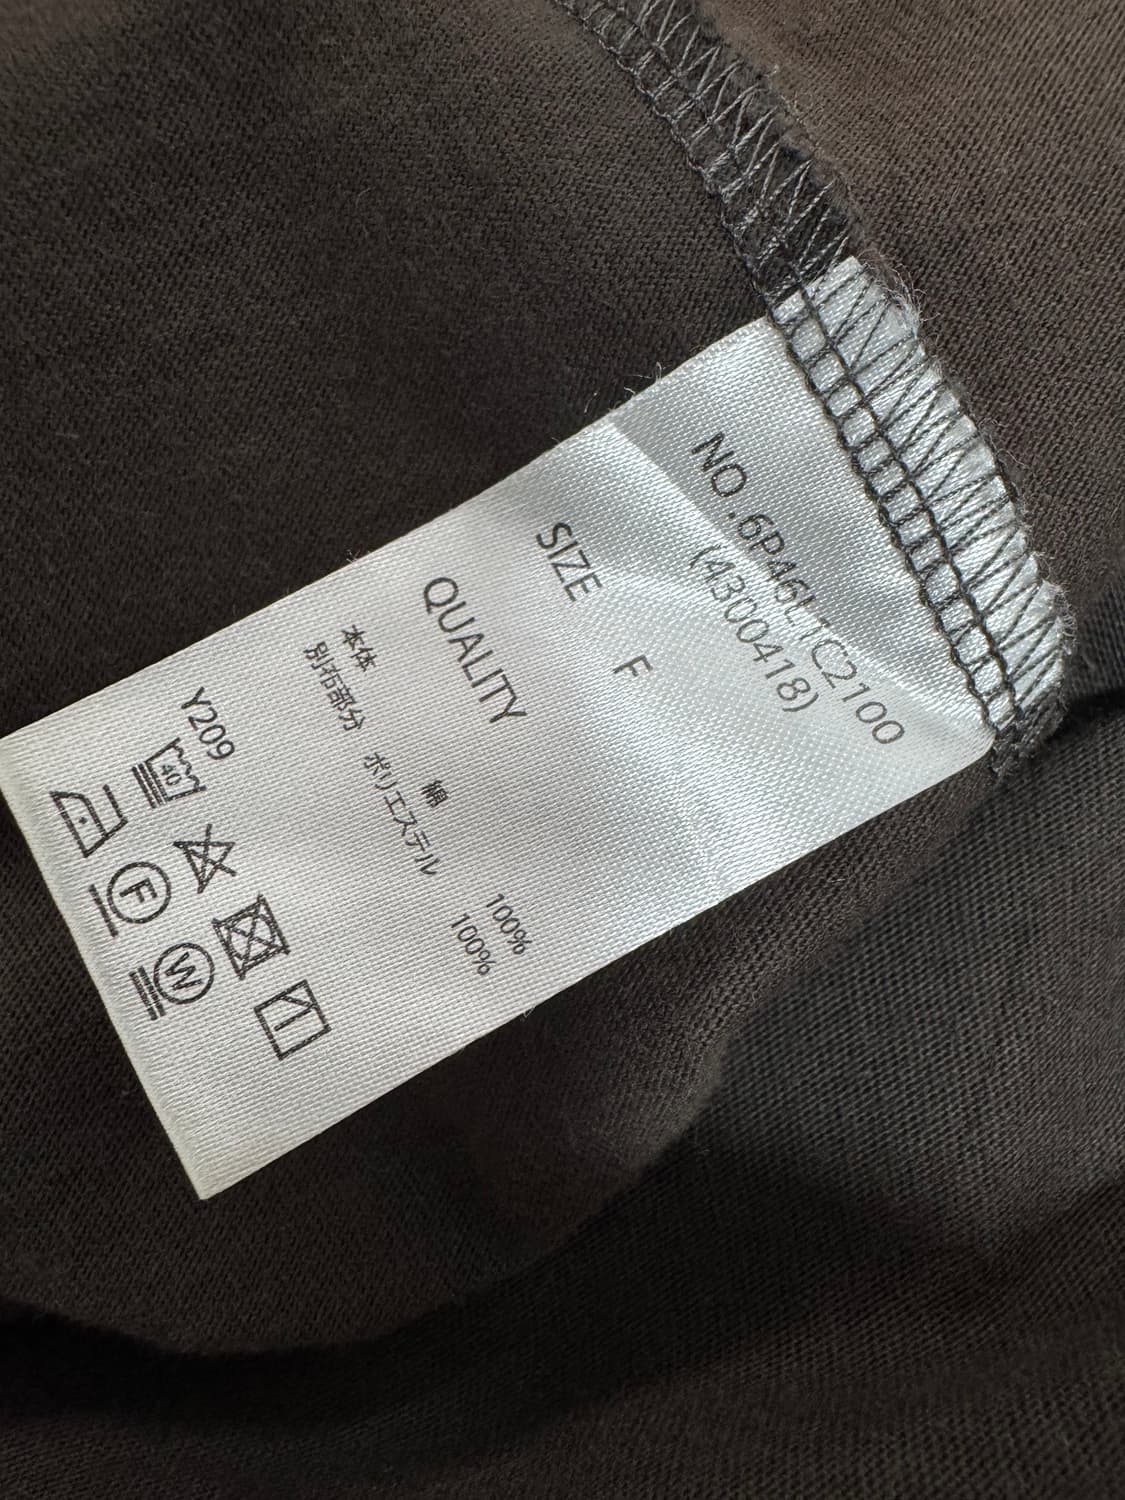 NO.6P46LTC2100
(4300418)
SIZE F
QUALITY
本体 綿 100%
別布部分 ポリエステル 100%
Y209
40
F W